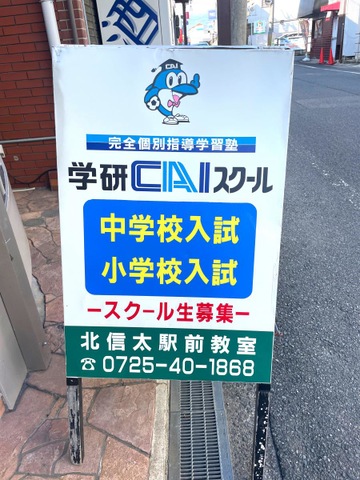 酒
CAI
完全個別指導学習塾
学研CAIスクール
中学校入試
小学校入試
ースクール生募集ー
北信太駅前教室
☎0725-40-1868